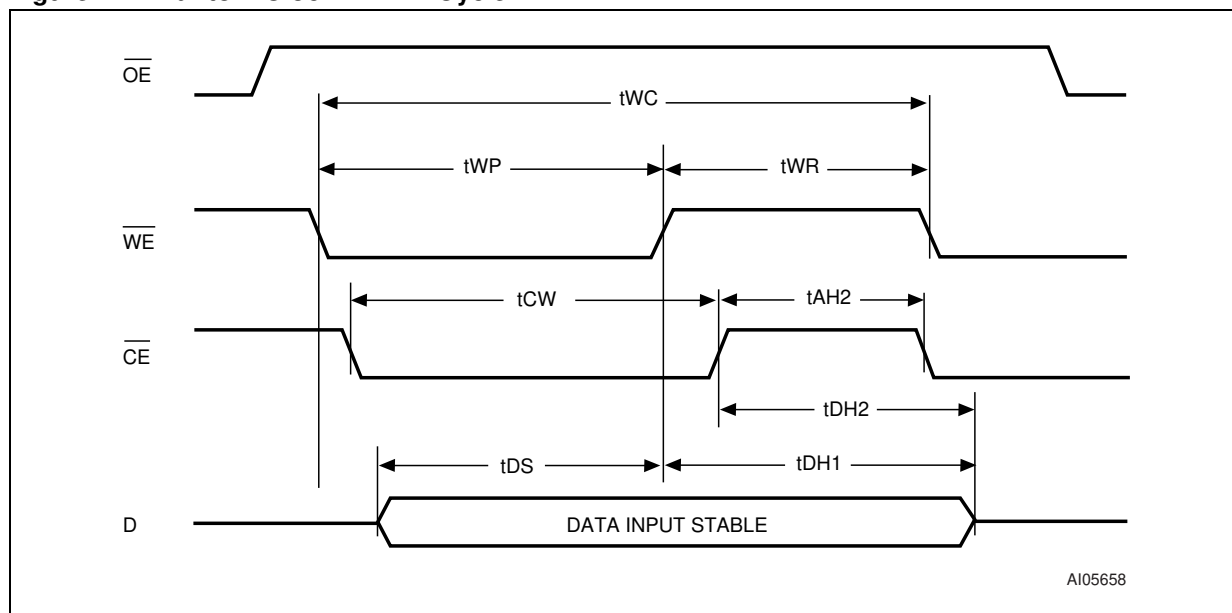 OE
tWC
tWP
tWR
WE
tCW
tAH2
CE
tDH2
tDS
tDH1
D
DATA INPUT STABLE
AI05658